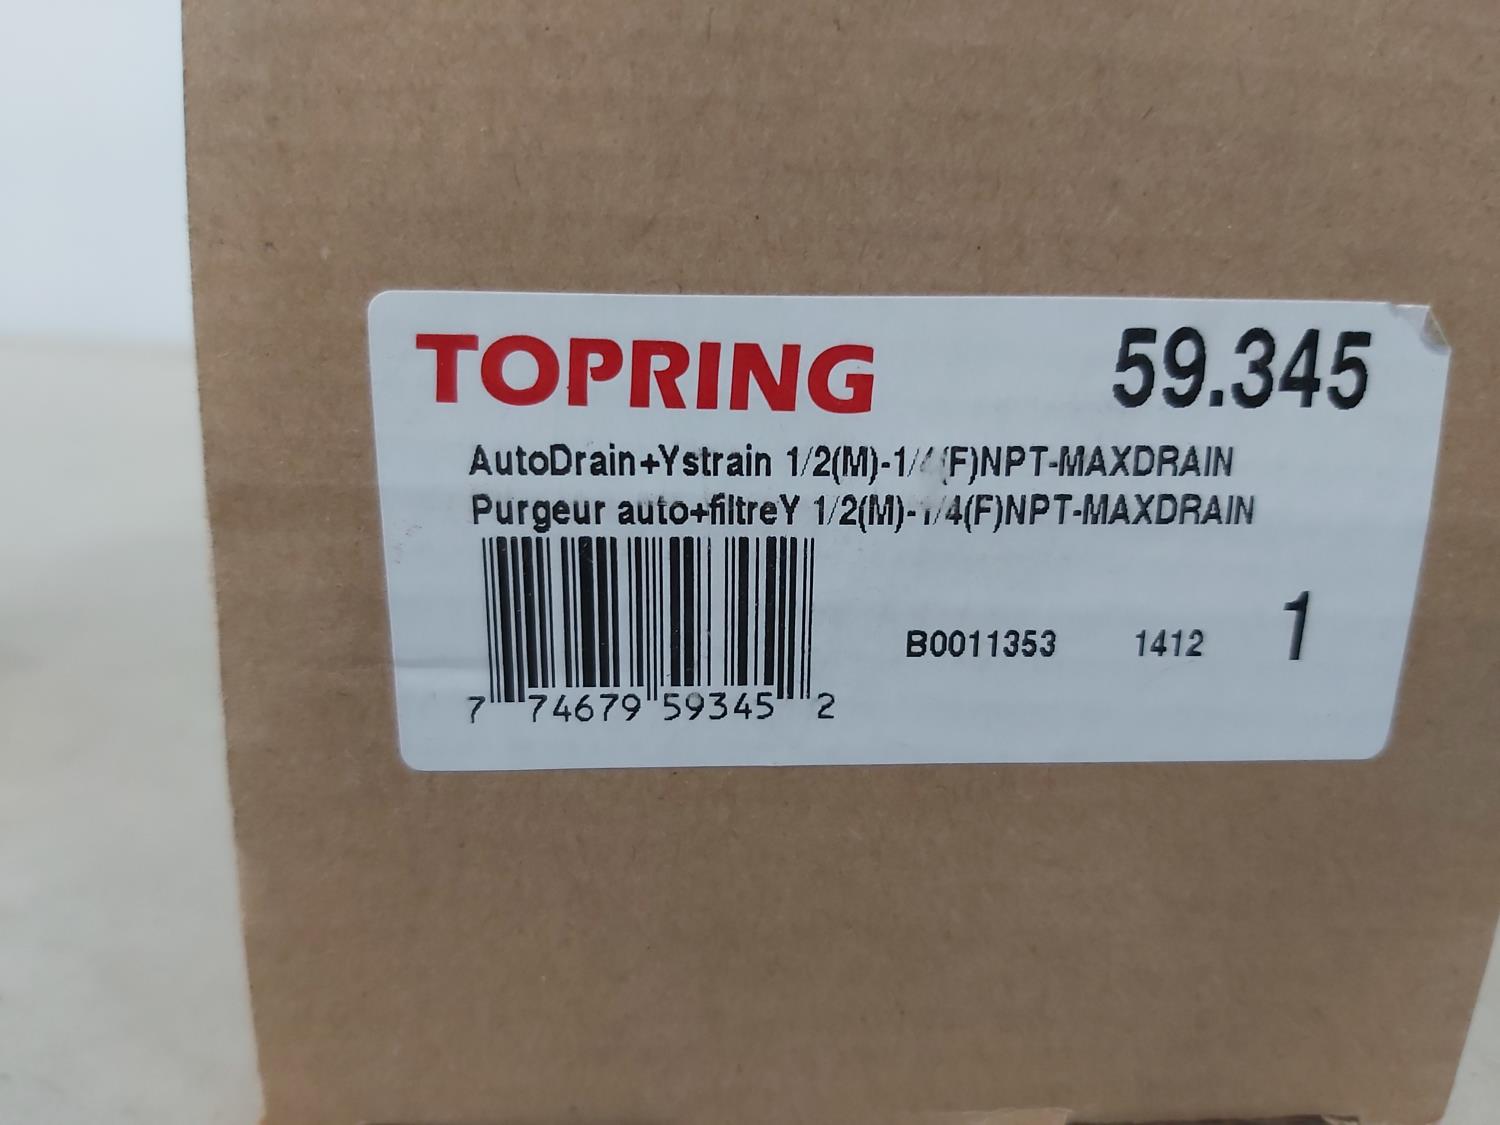 TOPRING 59.345
AutoDrain+Ystrain 1/2(M)-1/4(F)NPT-MAXDRAIN
Purgeur auto+filtreY 1/2(M)-1/4(F)NPT-MAXDRAIN
B0011353 1412 1
7 74679 59345 2